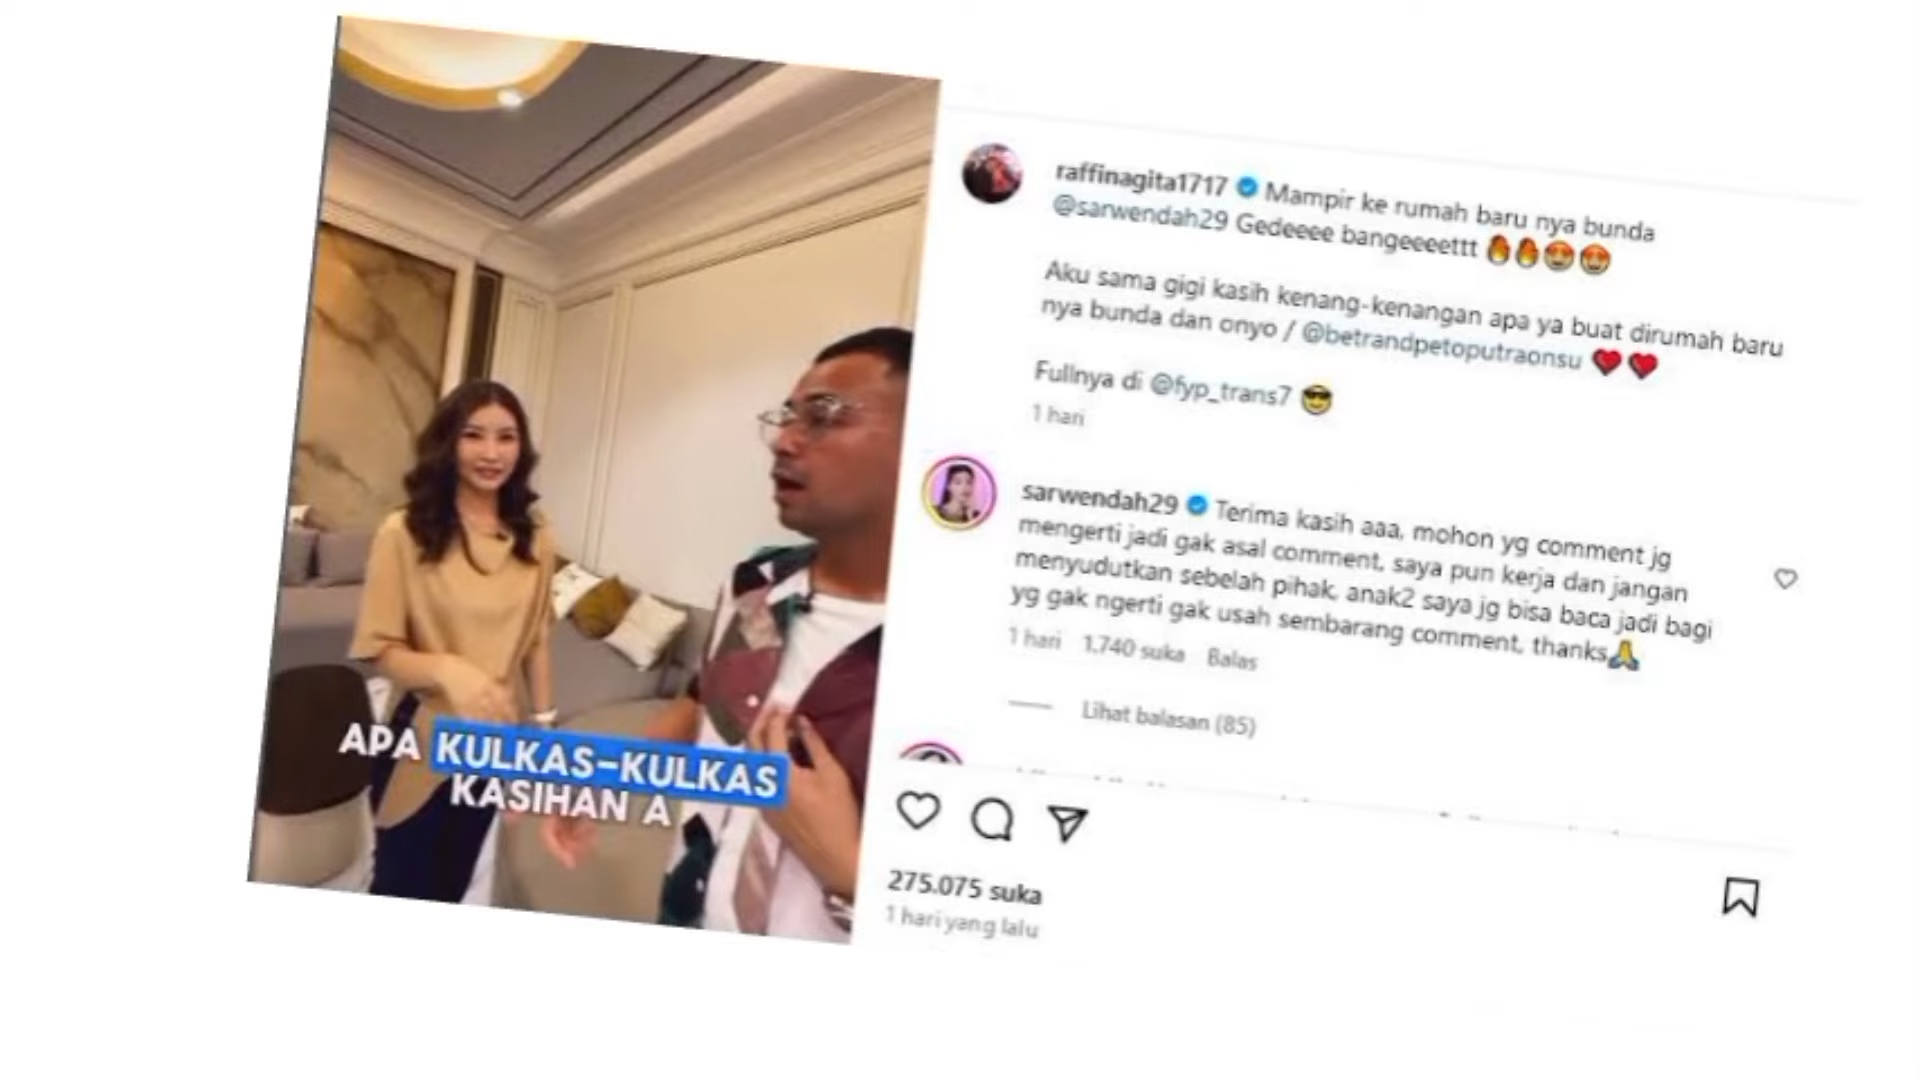 raffinagita1717 Mampir ke rumah baru nya bunda
@sarwendah29 Gedeeee bangeeeettt 🔥🔥😍😍
Aku sama gigi kasih kenang-kenangan apa ya buat dirumah baru
nya bunda dan onyo / @betrandpetoputraonsu ❤️❤️
Fullnya di @fyp_trans7 😎
1 hari
sarwendah29 Terima kasih aaa, mohon yg comment jg
mengerti jadi gak asal comment, saya pun kerja dan jangan
menyudutkan sebelah pihak, anak2 saya jg bisa baca jadi bagi
yg gak ngerti gak usah sembarang comment, thanks🙏
1 hari 1.740 suka Balas
Lihat balasan (85)
275.075 suka
1 hari yang lalu
APA KULKAS-KULKAS
KASIHAN A